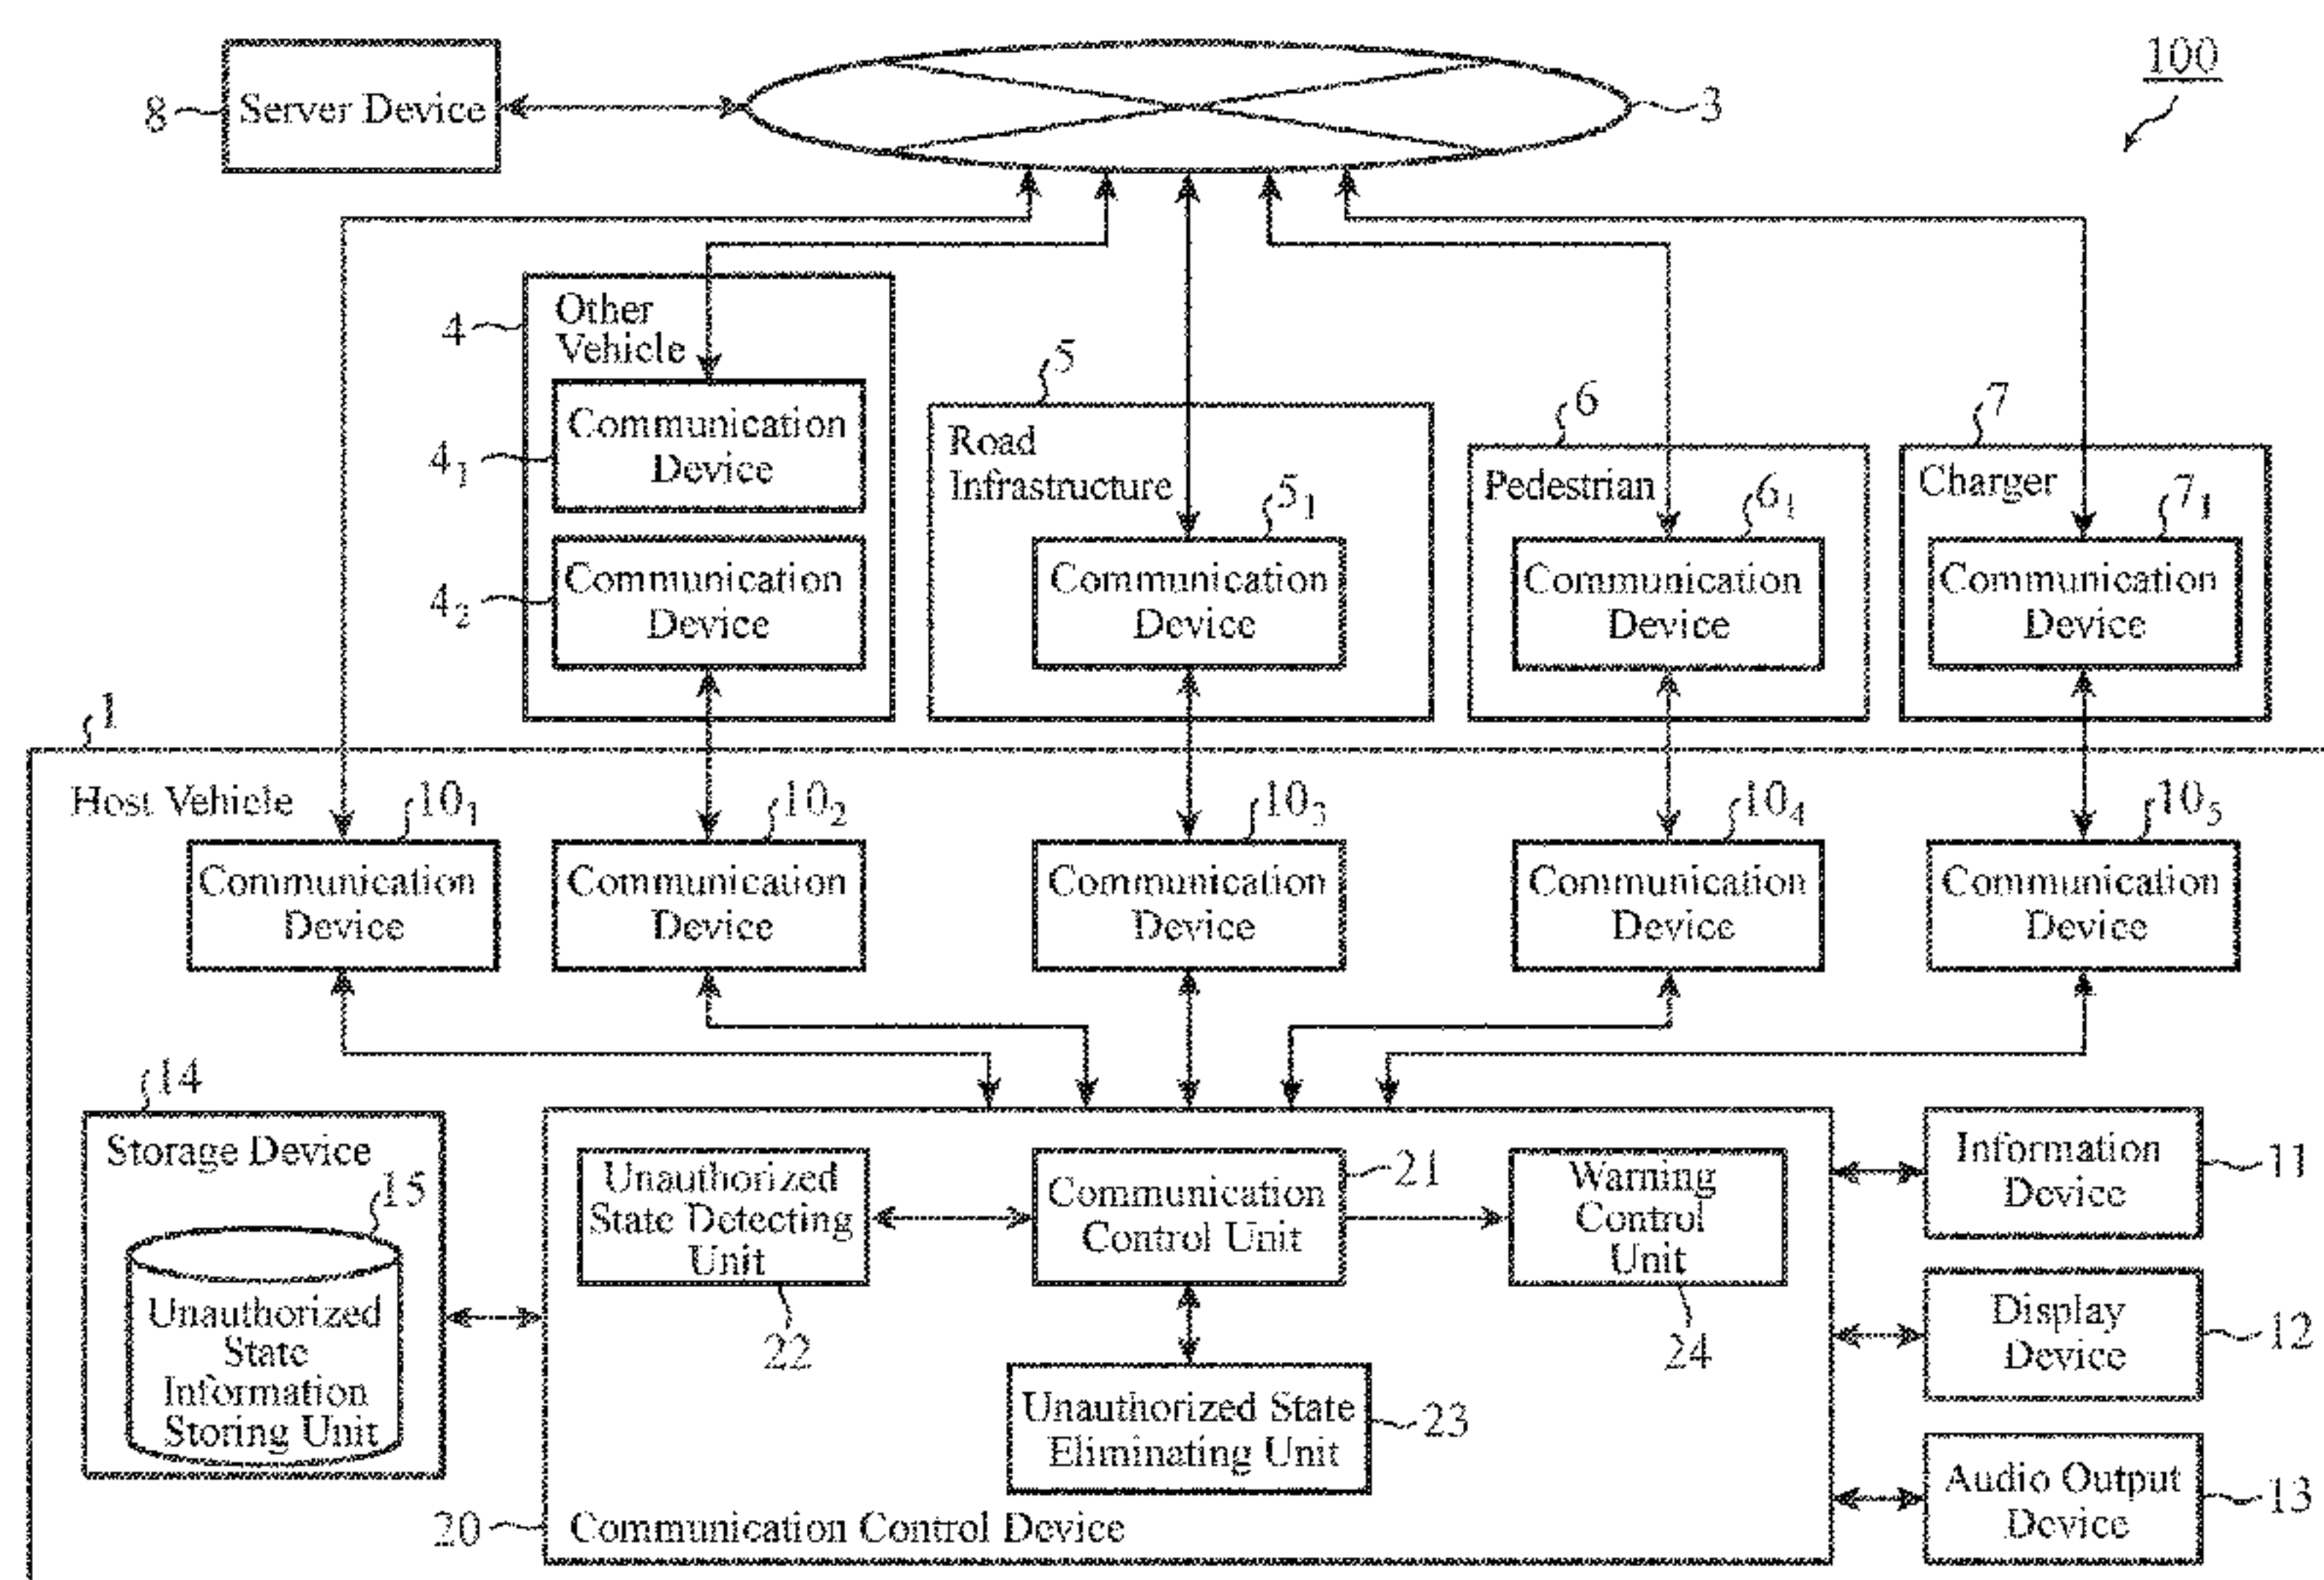 100
8
Server Device
3
4
Other
Vehicle
4₁
Communication
Device
4₂
Communication
Device
5
Road
Infrastructure
5₁
Communication
Device
6
Pedestrian
6₁
Communication
Device
7
Charger
7₁
Communication
Device
1
Host Vehicle
10₁
Communication
Device
10₂
Communication
Device
10₃
Communication
Device
10₄
Communication
Device
10₅
Communication
Device
14
Storage Device
15
Unauthorized
State
Information
Storing Unit
Unauthorized
State Detecting
Unit
22
Communication
Control Unit
21
Warning
Control
Unit
24
Unauthorized State
Eliminating Unit
23
20
Communication Control Device
Information
Device
11
Display
Device
12
Audio Output
Device
13